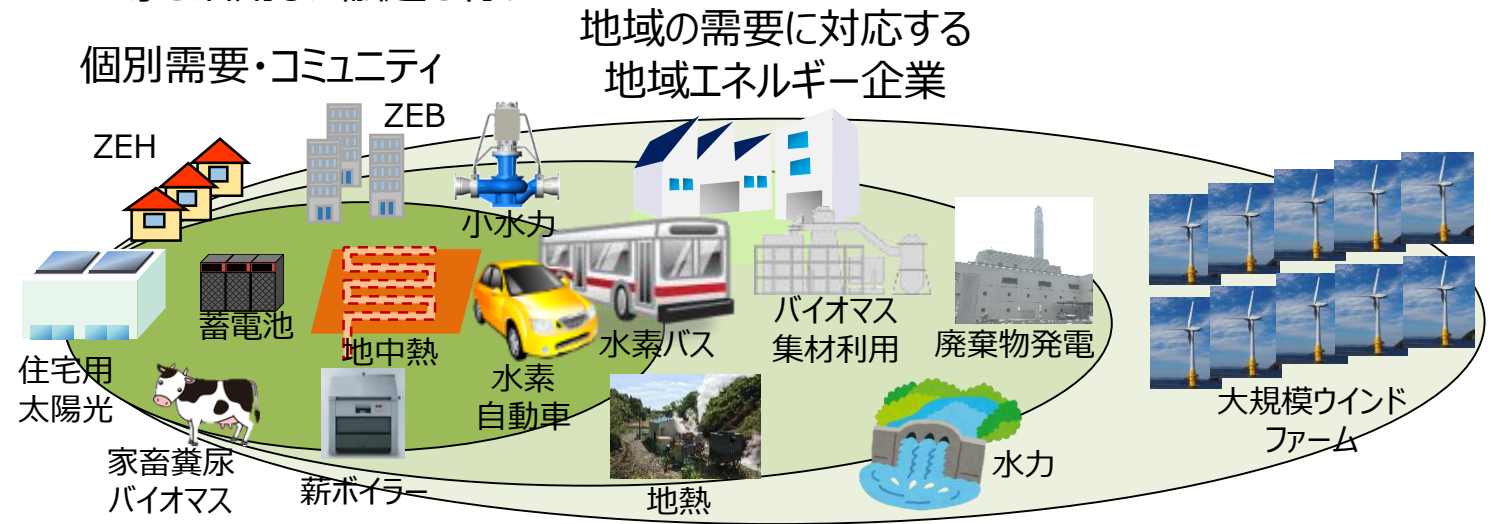 地域の需要に対応する
地域エネルギー企業
個別需要・コミュニティ
ZEB
ZEH
小水力
蓄電池
地中熱
水素バス
バイオマス
集材利用
廃棄物発電
住宅用
太陽光
水素
自動車
大規模ウインド
ファーム
家畜糞尿
バイオマス
薪ボイラー
地熱
水力